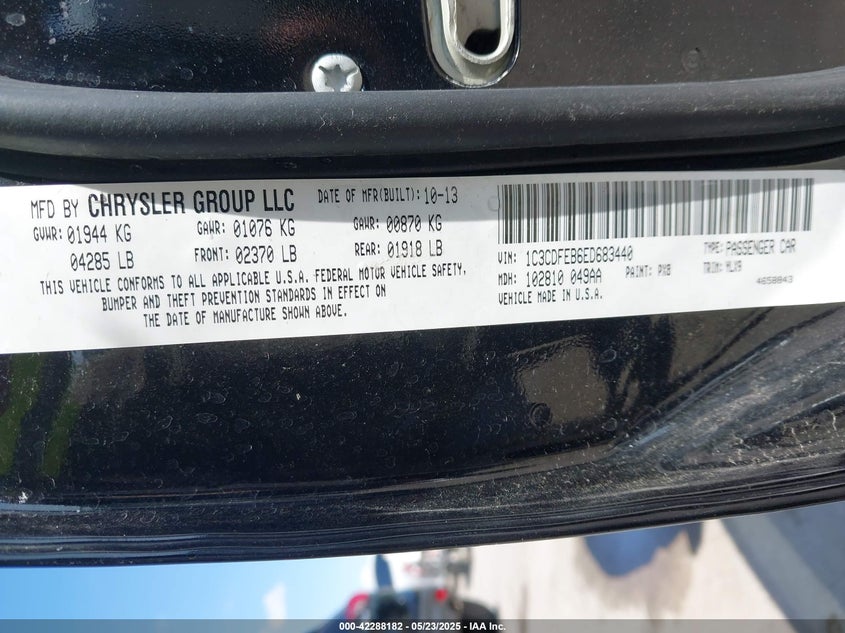 MFD BY CHRYSLER GROUP LLC DATE OF MFR(BUILT): 10-13
GVWR: 01944 KG GAWR: 01076 KG GAWR: 00870 KG
04285 LB FRONT: 02370 LB REAR: 01918 LB
THIS VEHICLE CONFORMS TO ALL APPLICABLE U.S.A. FEDERAL MOTOR VEHICLE SAFETY,
BUMPER AND THEFT PREVENTION STANDARDS IN EFFECT ON
THE DATE OF MANUFACTURE SHOWN ABOVE.
VIN: 1C3CDFEB6ED683440 TYPE: PASSENGER CAR
MDH: 102810 049AA PAINT: PX8 TRIM: HLX9
VEHICLE MADE IN U.S.A. 4658843
000-42288182 - 05/23/2025 - IAA Inc.